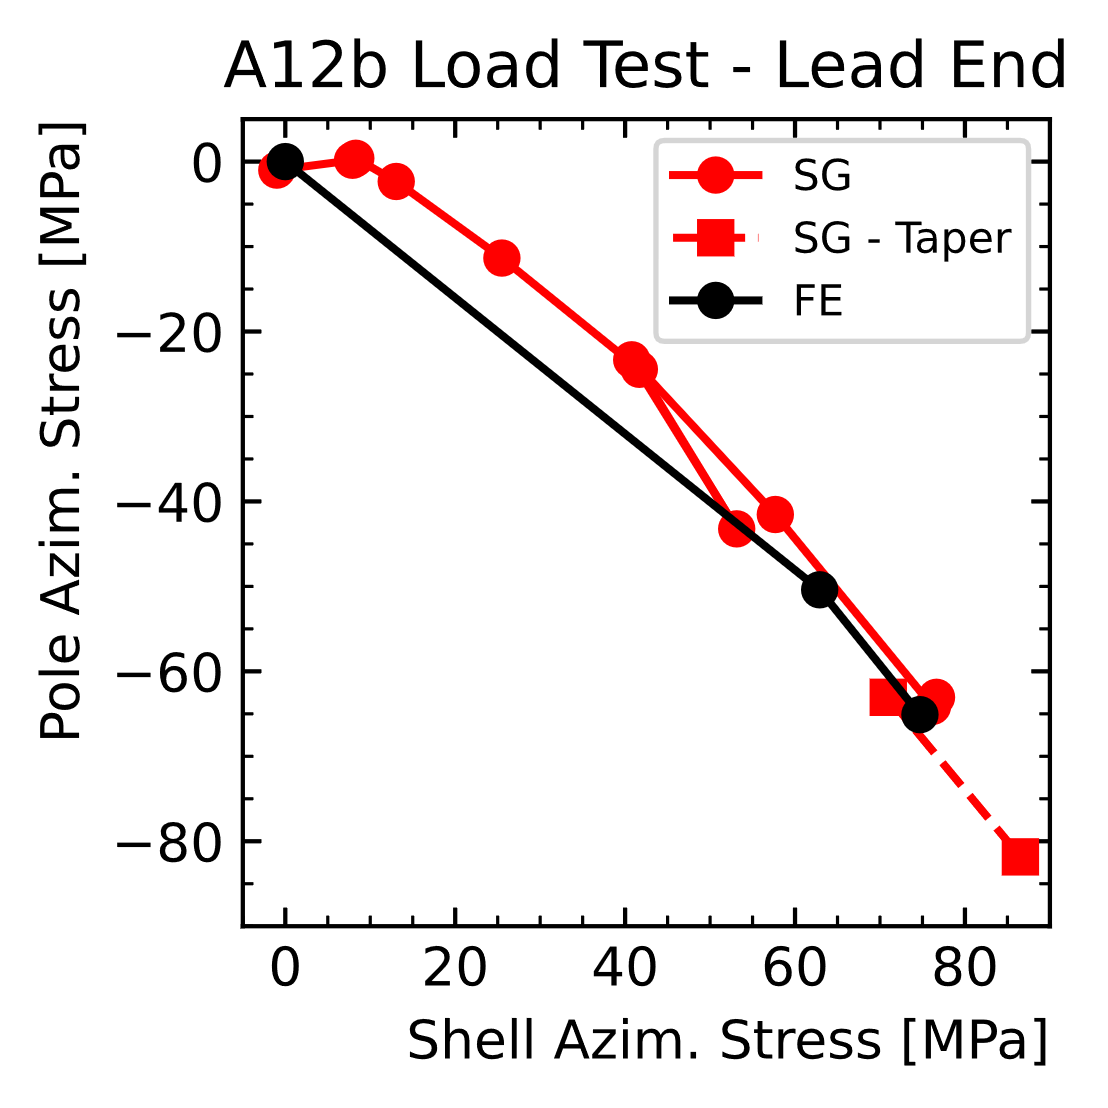 A12b Load Test - Lead End
Pole Azim. Stress [MPa]
0
−20
−40
−60
−80
SG
SG - Taper
FE
0 20 40 60 80
Shell Azim. Stress [MPa]